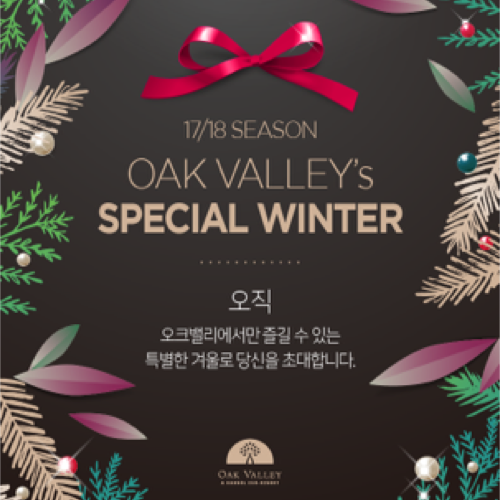 17/18 SEASON
OAK VALLEY's
SPECIAL WINTER
오직
오크밸리에서만 즐길 수 있는
특별한 겨울로 당신을 초대합니다.
OAK VALLEY
A HANSOL